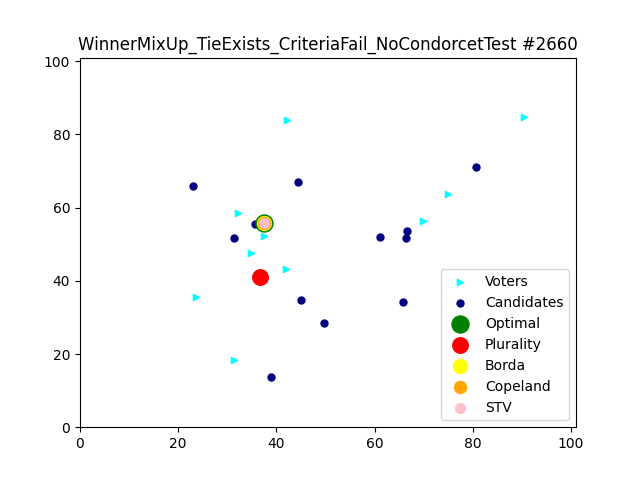 WinnerMixUp_TieExists_CriteriaFail_NoCondorcetTest #2660
100
80
60
40
20
0
0 20 40 60 80 100
Voters
Candidates
Optimal
Plurality
Borda
Copeland
STV